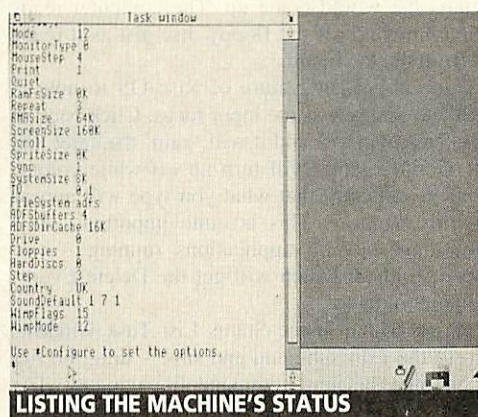 Task window
Mode 12
MonitorType 0
MouseStep 4
Print 1
Quiet
RamFsSize 0K
Repeat 3
RMASize 64K
ScreenSize 160K
Scroll
SpriteSize 0K
Sync 1
SystemSize 8K
TV 0,1
FileSystem adfs
ADFSbuffers 4
ADFSDirCache 16K
Drive 0
Floppies 1
HardDiscs 0
Step 3
Country UK
SoundDefault 1 7 1
WimpFlags 15
WimpMode 12
Use *Configure to set the options.
*
LISTING THE MACHINE'S STATUS